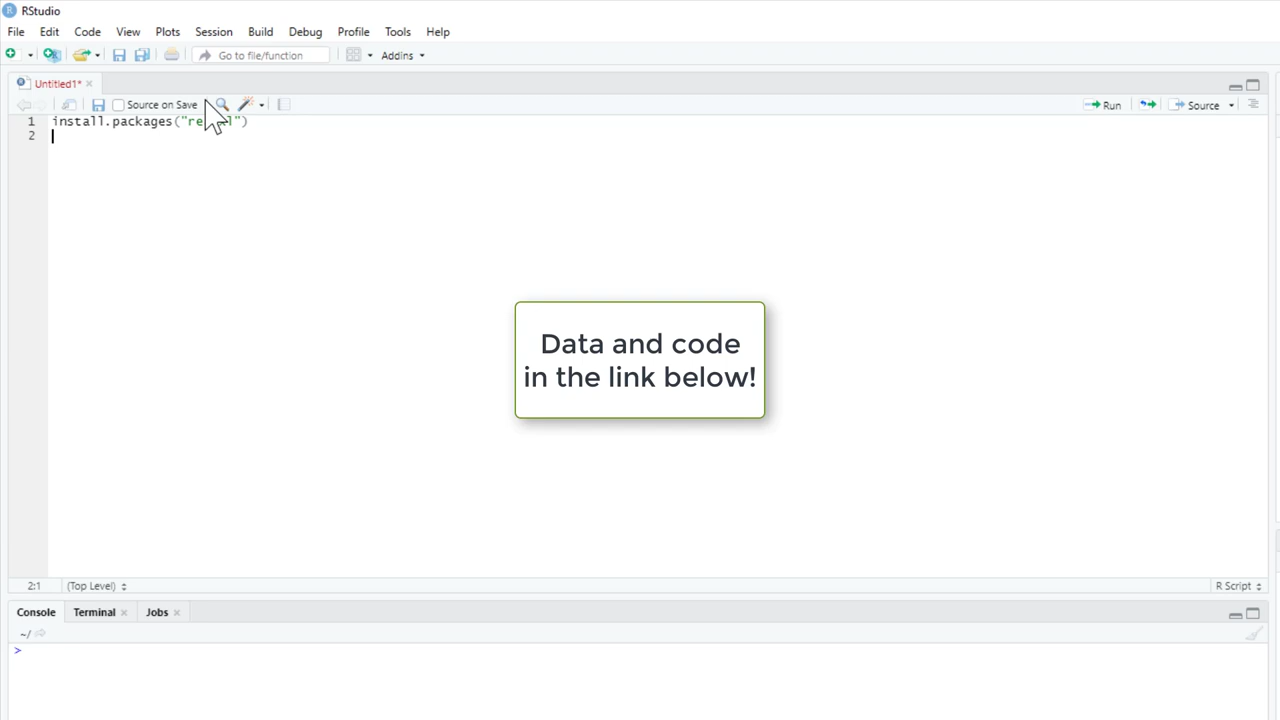 RStudio
File Edit Code View Plots Session Build Debug Profile Tools Help
Go to file/function Addins
Untitled1*
Source on Save Run Source
1 install.packages("
2
Data and code
in the link below!
2:1 (Top Level) R Script
Console Terminal Jobs
~/
>